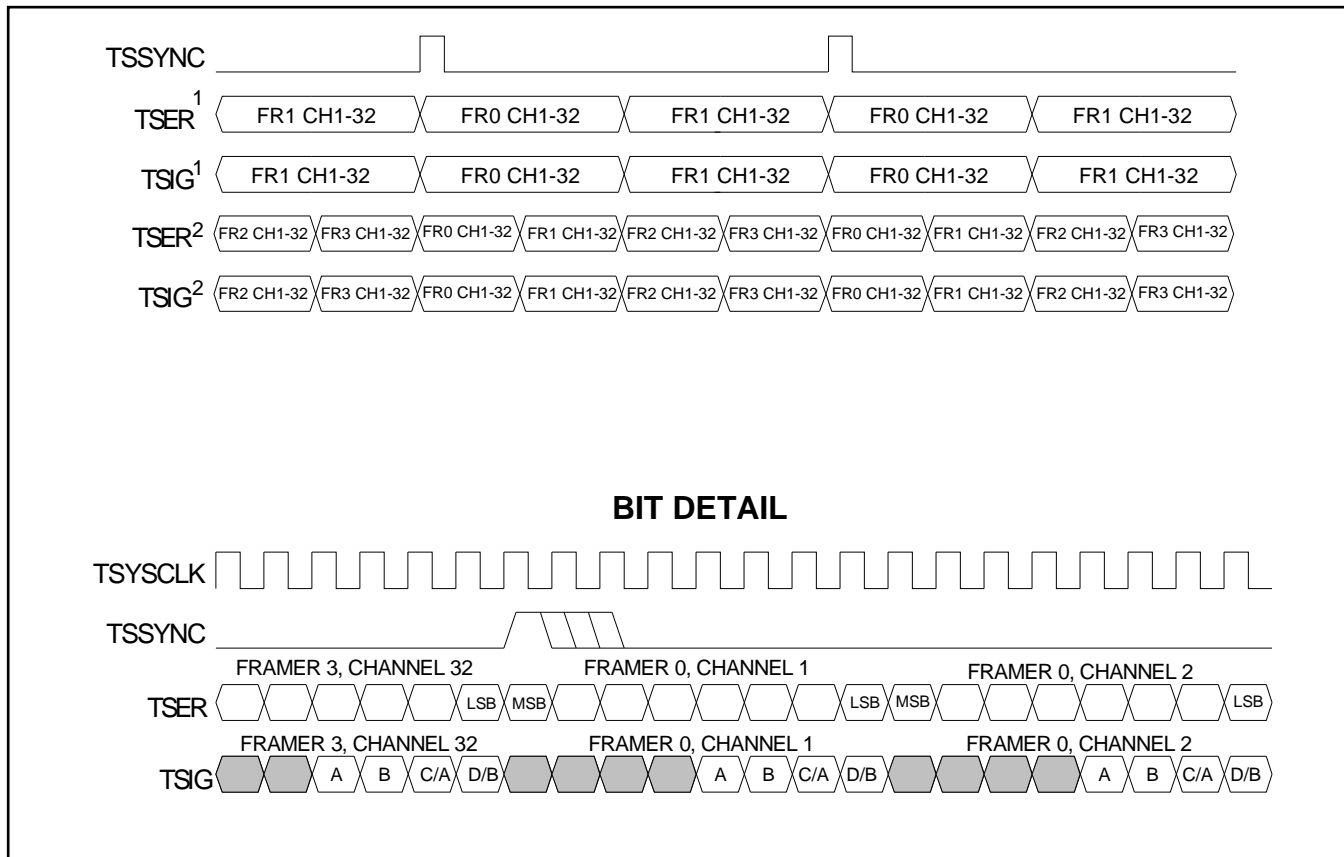 TSSYNC
TSER1 FR1 CH1-32 FR0 CH1-32 FR1 CH1-32 FR0 CH1-32 FR1 CH1-32
TSIG1 FR1 CH1-32 FR0 CH1-32 FR1 CH1-32 FR0 CH1-32 FR1 CH1-32
TSER2 FR2 CH1-32 FR3 CH1-32 FR0 CH1-32 FR1 CH1-32 FR2 CH1-32 FR3 CH1-32 FR0 CH1-32 FR1 CH1-32 FR2 CH1-32 FR3 CH1-32
TSIG2 FR2 CH1-32 FR3 CH1-32 FR0 CH1-32 FR1 CH1-32 FR2 CH1-32 FR3 CH1-32 FR0 CH1-32 FR1 CH1-32 FR2 CH1-32 FR3 CH1-32
BIT DETAIL
TSYSCLK
TSSYNC
FRAMER 3, CHANNEL 32 FRAMER 0, CHANNEL 1 FRAMER 0, CHANNEL 2
TSER LSB MSB LSB MSB LSB
FRAMER 3, CHANNEL 32 FRAMER 0, CHANNEL 1 FRAMER 0, CHANNEL 2
TSIG A B C/A D/B A B C/A D/B A B C/A D/B